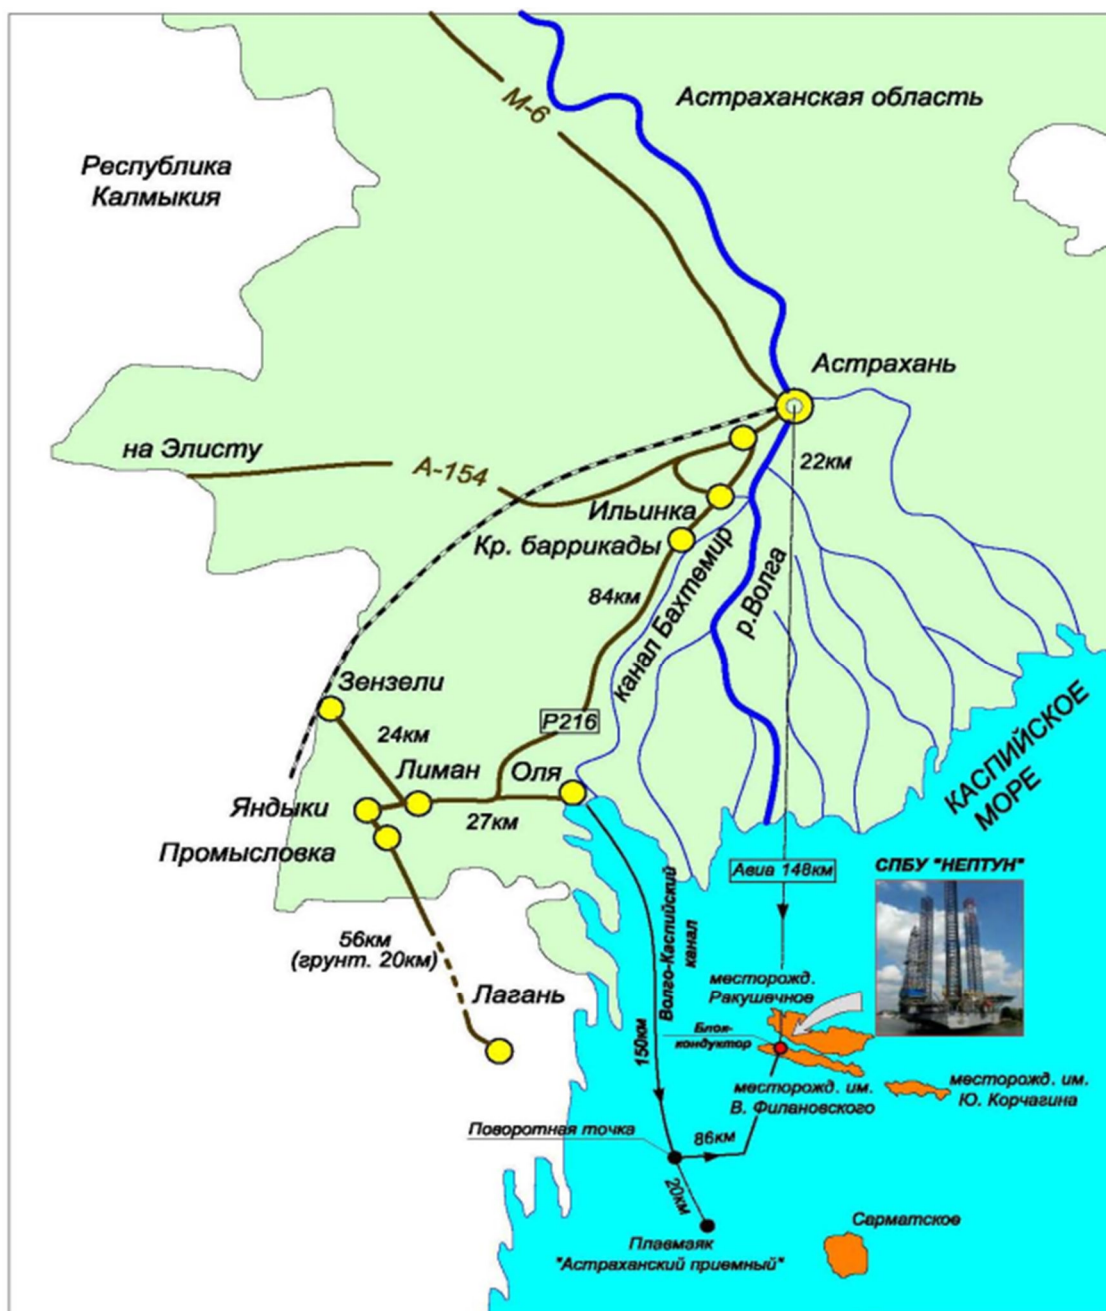 М-6
Астраханская область
Республика
Калмыкия
Астрахань
на Элисту
А-154
22км
Ильинка
Кр. баррикады
канал Бахтемир
р.Волга
84км
Зензели
Р216
24км
Лиман
Оля
КАСПИЙСКОЕ
МОРЕ
Яндыки
27км
Промысловка
Авиа 148км
СПБУ "НЕПТУН"
56км
(грунт. 20км)
Волго-Каспийский
канал
Лагань
месторожд.
Ракушечное
150км
Блок-
кондуктор
месторожд. им.
В. Филановского
месторожд. им.
Ю. Корчагина
Поворотная точка
86км
20км
Сарматское
Плавмаяк
"Астраханский приемный"